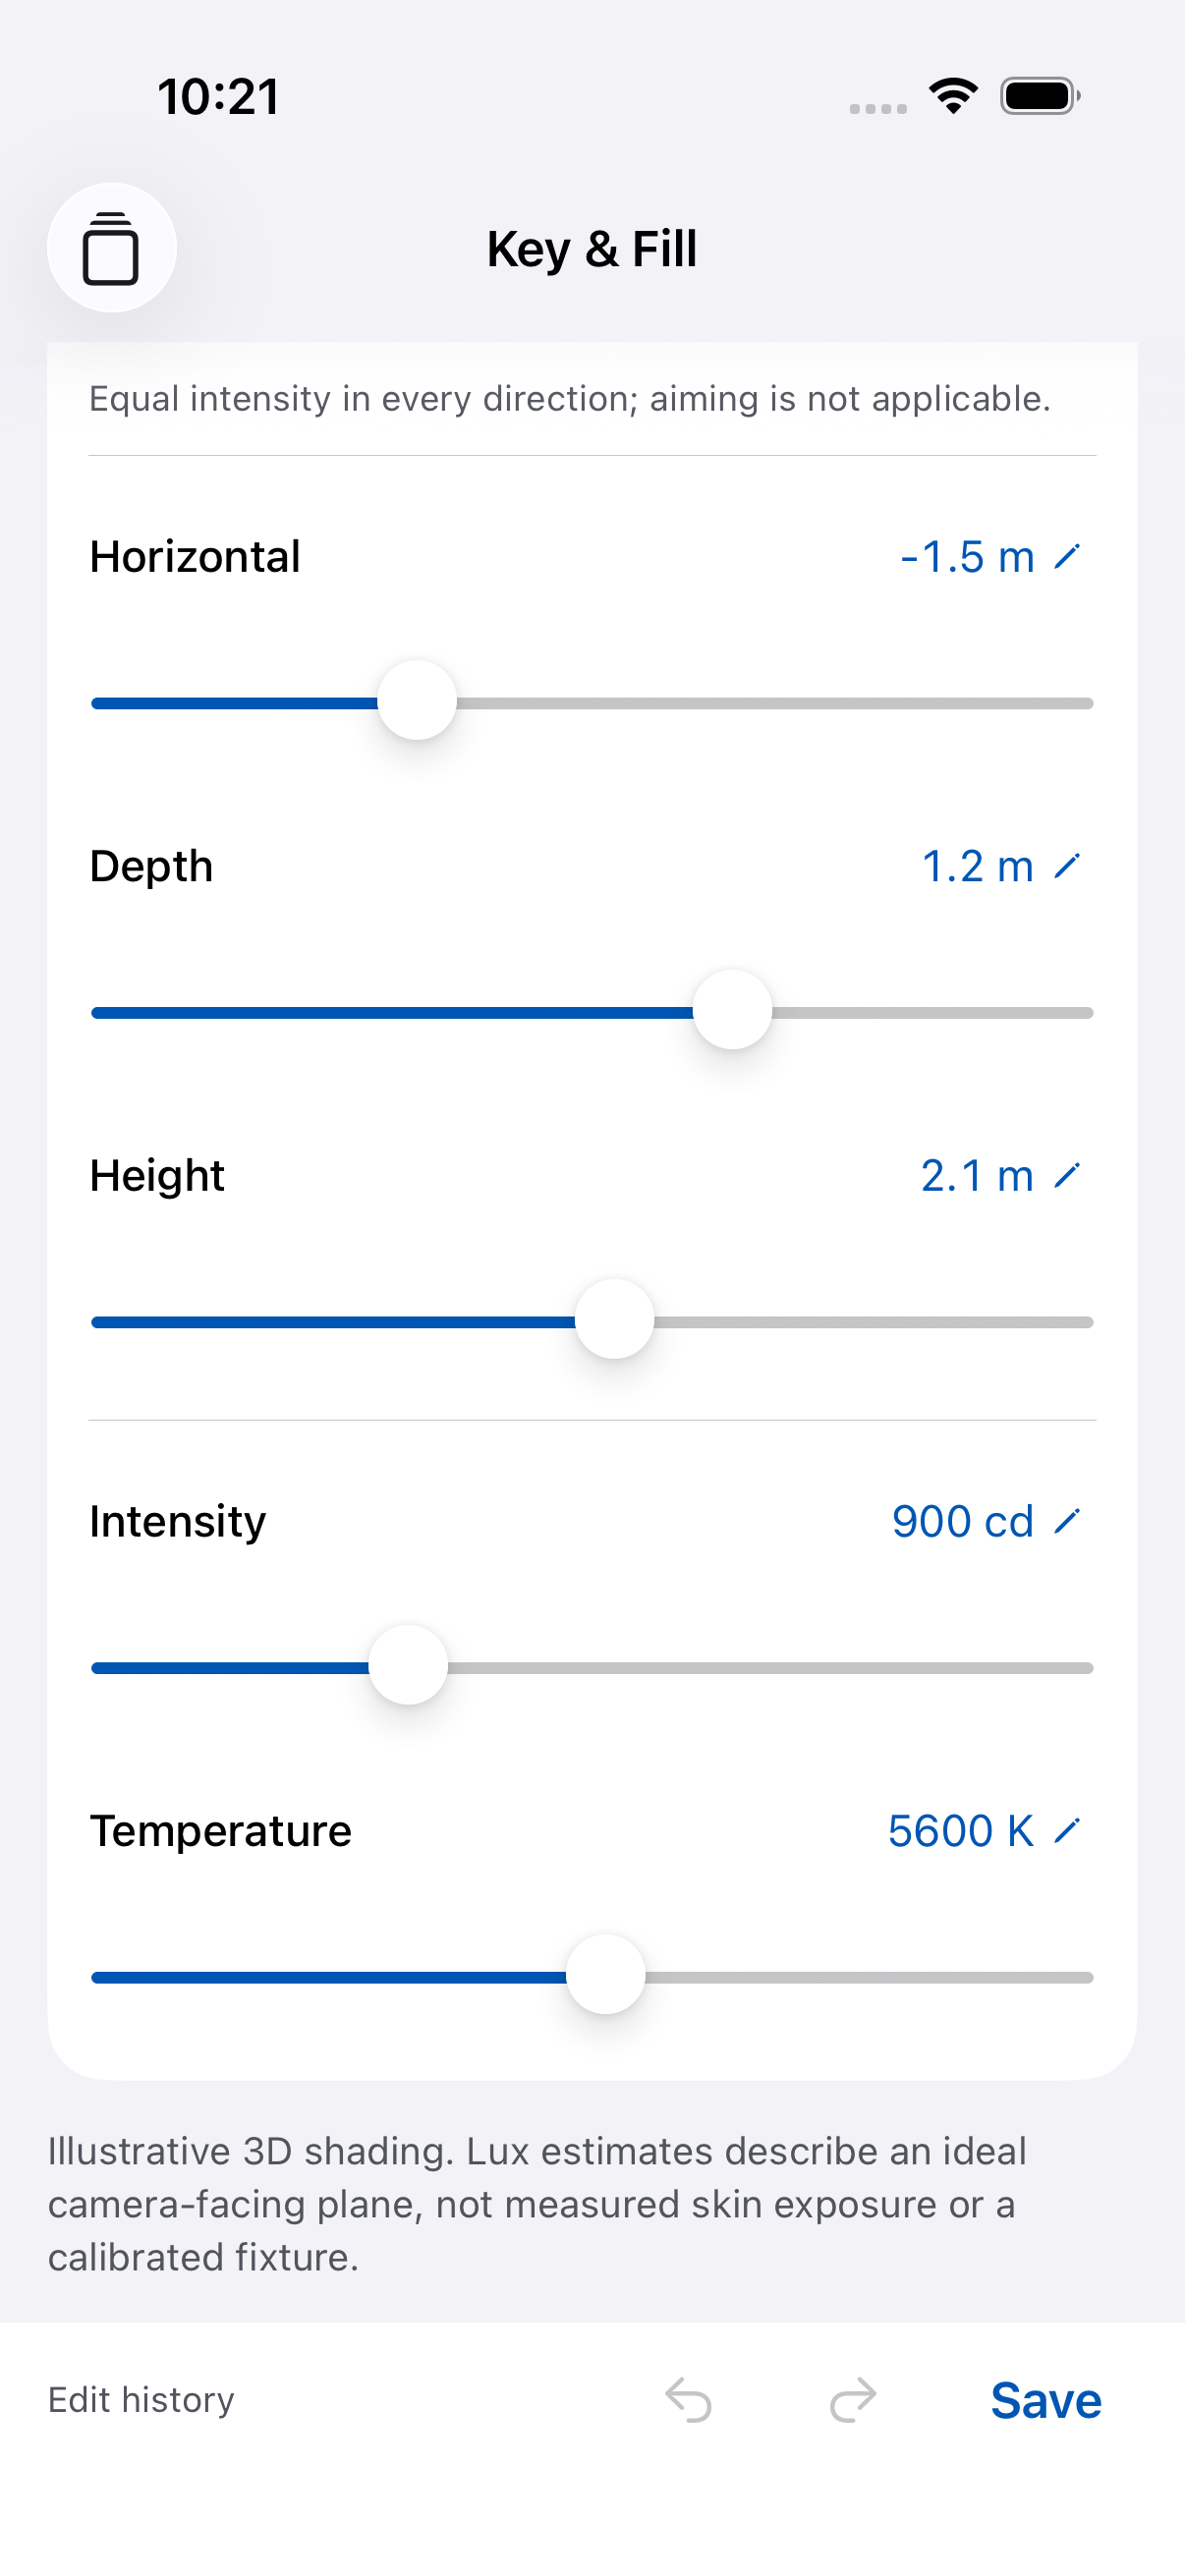 10:21
Key & Fill
Equal intensity in every direction; aiming is not applicable.
Horizontal -1.5 m
Depth 1.2 m
Height 2.1 m
Intensity 900 cd
Temperature 5600 K
Illustrative 3D shading. Lux estimates describe an ideal
camera-facing plane, not measured skin exposure or a
calibrated fixture.
Edit history Save